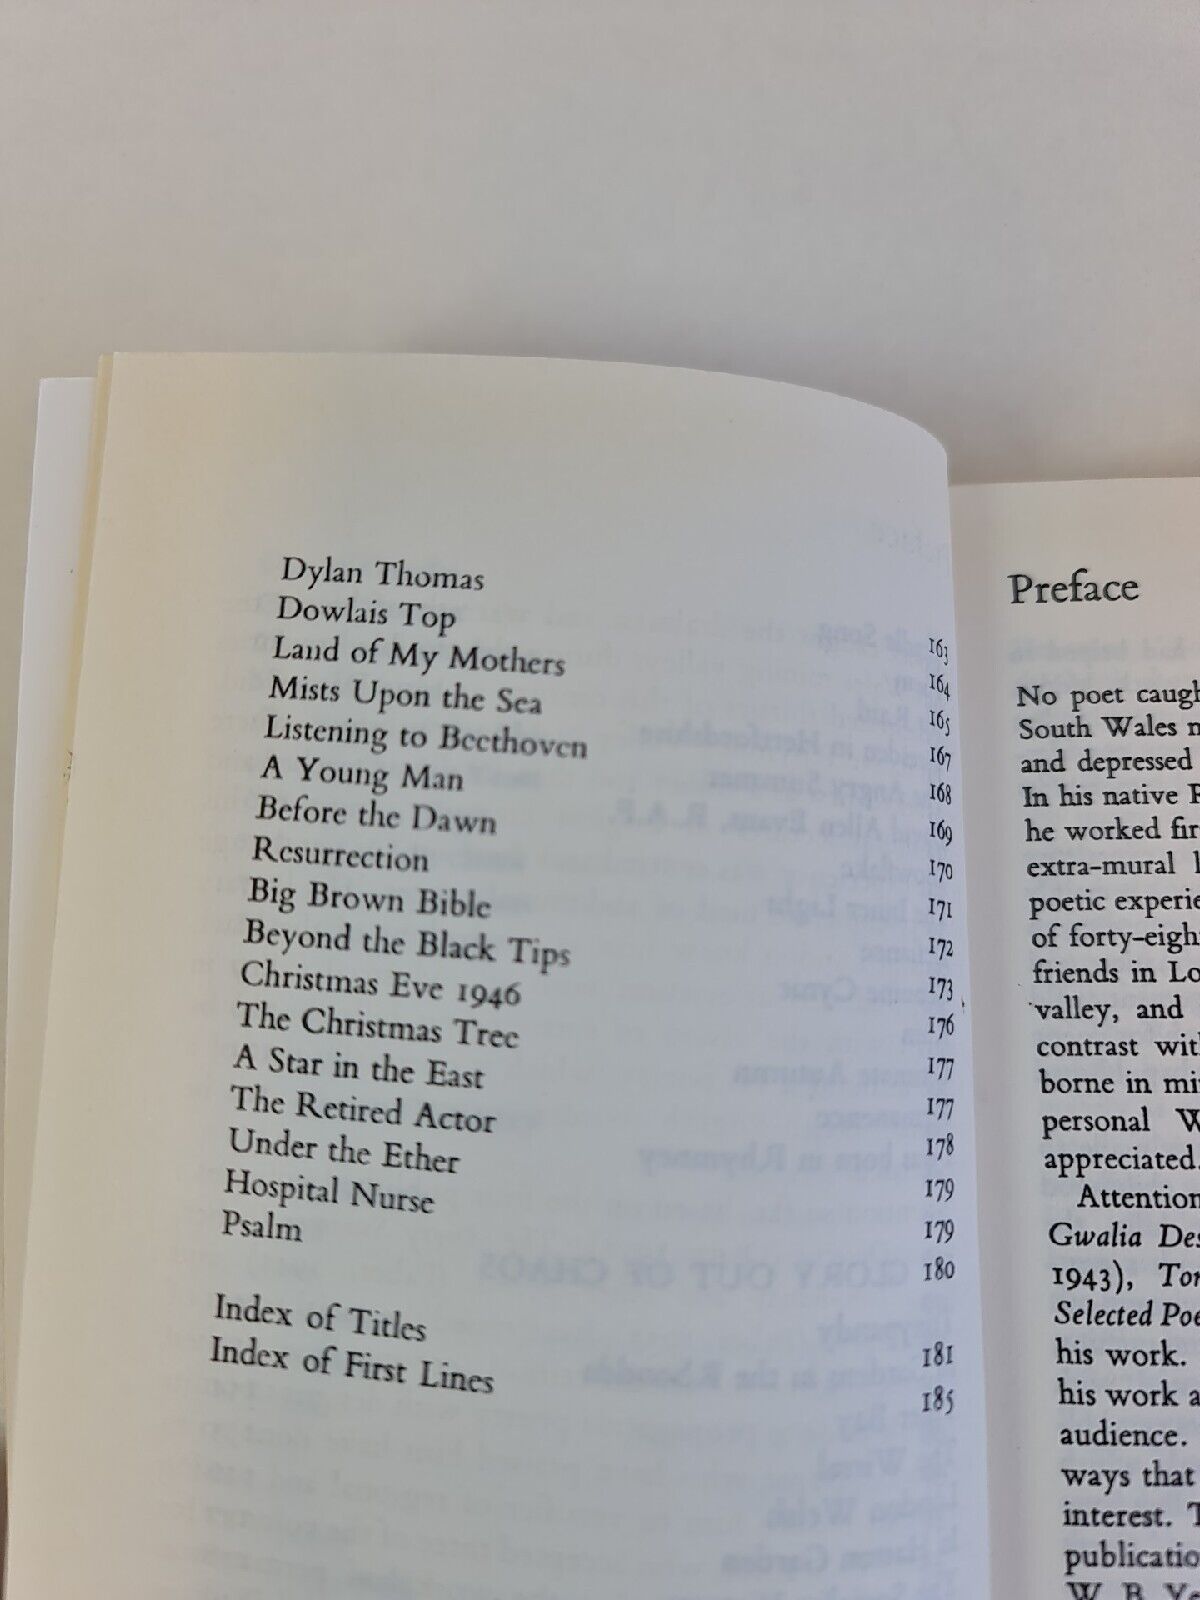 Dylan Thomas 163
Dowlais Top 164
Land of My Mothers 165
Mists Upon the Sea 167
Listening to Beethoven 168
A Young Man 169
Before the Dawn 170
Resurrection 171
Big Brown Bible 172
Beyond the Black Tips 173
Christmas Eve 1946 176
The Christmas Tree 177
A Star in the East 177
The Retired Actor 178
Under the Ether 179
Hospital Nurse 179
Psalm 180
Index of Titles 181
Index of First Lines 185
Preface
No poet caugh
South Wales
and depressed
In his native
he worked fir
extra-mural
poetic experie
of forty-eigh
friends in Lo
valley, and
contrast wit
borne in mi
personal W
appreciated.
Attention
Gwalia Des
1943), Ton
Selected Poe
his work.
his work a
audience.
ways that
interest. T
publicatio
W. B. Ye